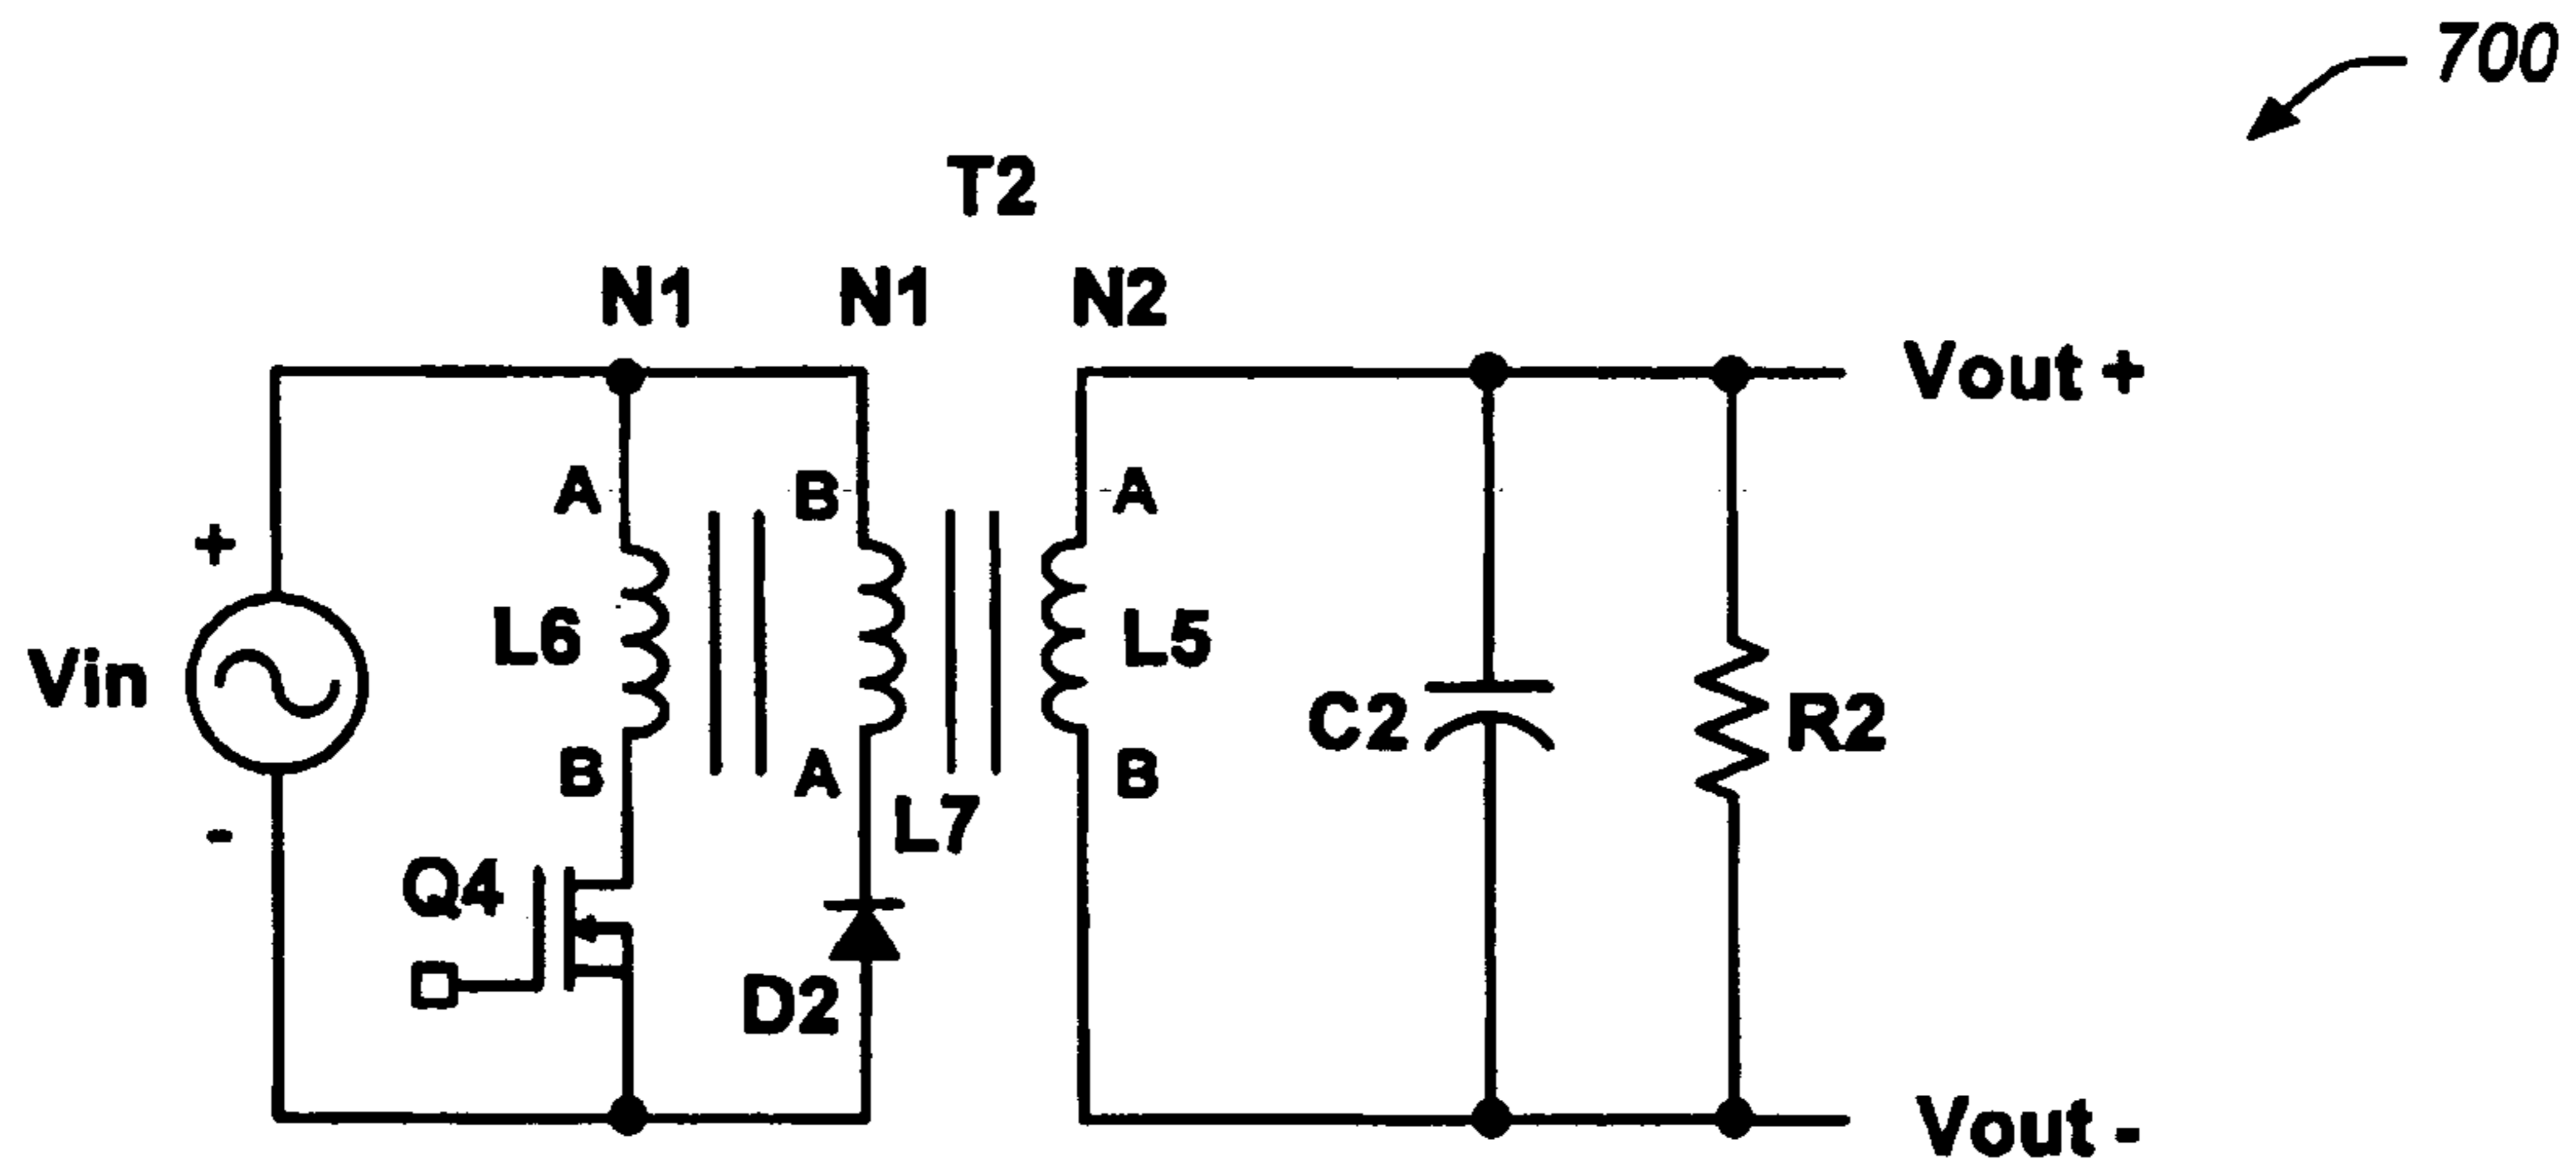 700
T2
N1 N1 N2
Vout +
A B A
+
L6 L5
Vin
C2 R2
B A B
L7
-
Q4
D2
Vout -